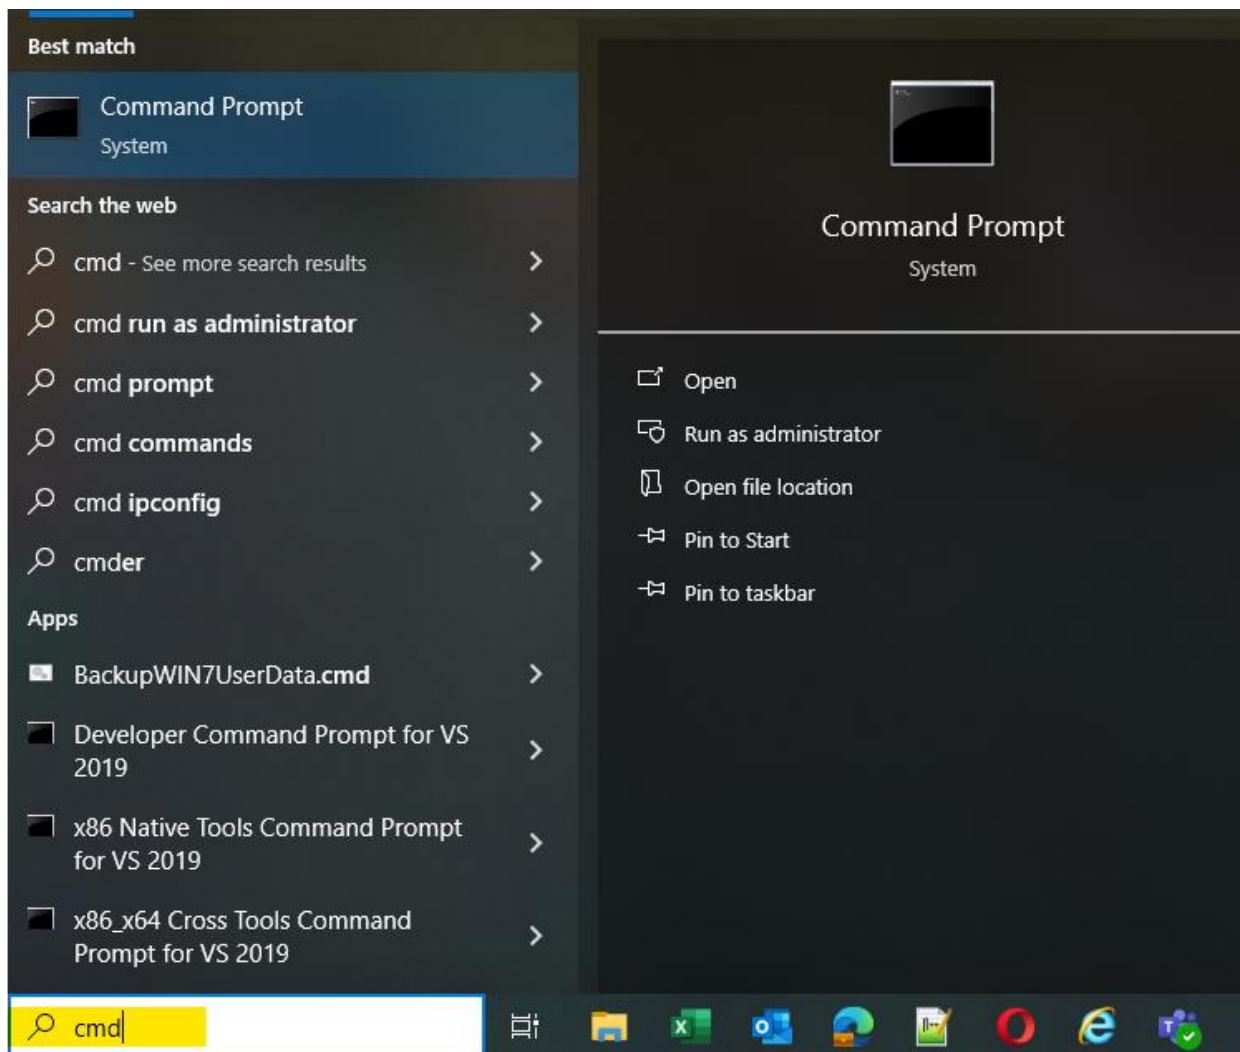 Best match
Command Prompt
System
Search the web
cmd - See more search results
cmd run as administrator
cmd prompt
cmd commands
cmd ipconfig
cmder
Apps
BackupWIN7UserData.cmd
Developer Command Prompt for VS
2019
x86 Native Tools Command Prompt
for VS 2019
x86_x64 Cross Tools Command
Prompt for VS 2019
cmd
Command Prompt
System
Open
Run as administrator
Open file location
Pin to Start
Pin to taskbar